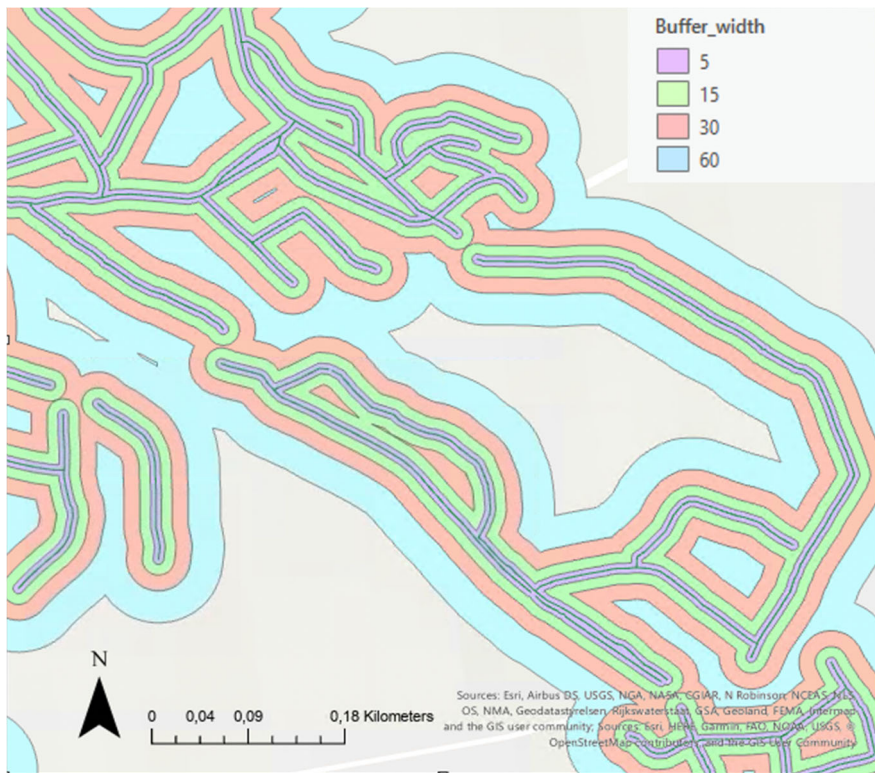 Buffer_width
5
15
30
60
N
0 0,04 0,09 0,18 Kilometers
Sources: Esri, Airbus DS, USGS, NGA, NASA, CGIAR, N Robinson, NCEAS, NLS,
OS, NMA, Geodatastyrelsen, Rijkswaterstaat, GSA, Geoland, FEMA, Intermap
and the GIS user community; Sources: Esri, HERE, Garmin, FAO, NOAA, USGS, ©
OpenStreetMap contributors, and the GIS User Community